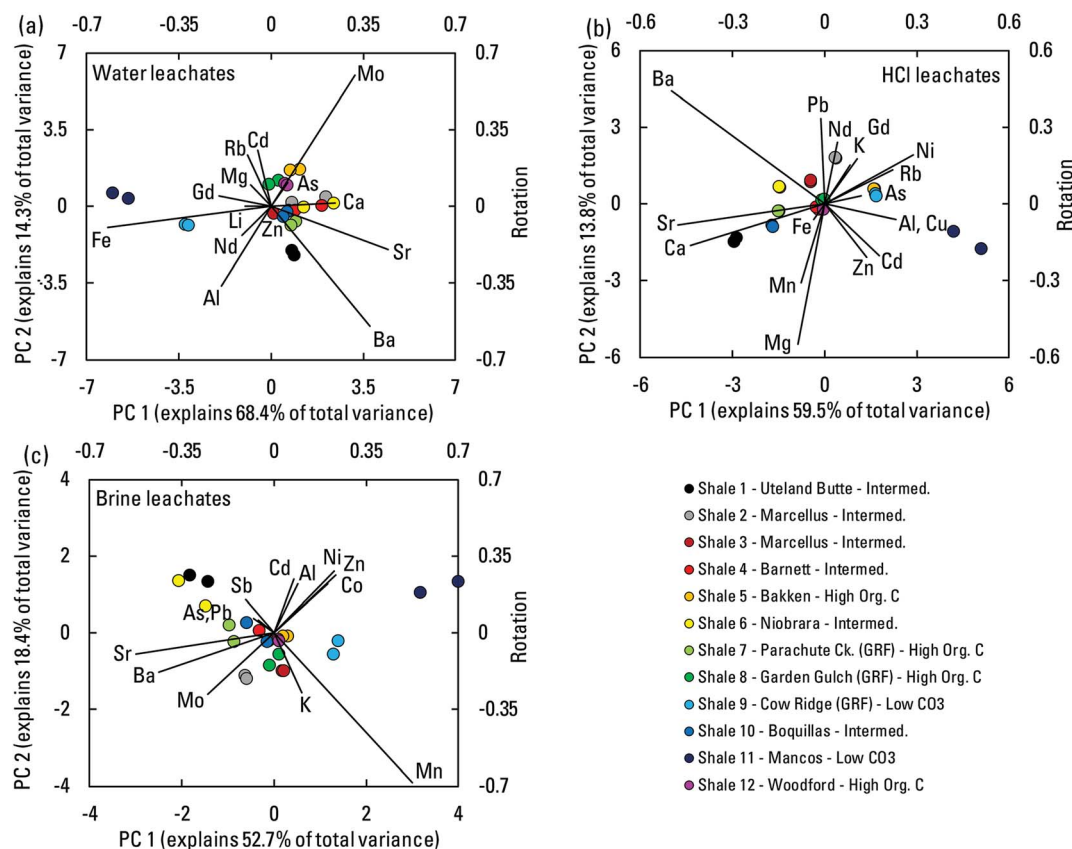 (a)
-0.7 -0.35 0 0.35 0.7
7 3.5 0 -3.5 -7
PC 2 (explains 14.3% of total variance)
Water leachates
Mo
Cd
Rb
Mg
Gd
As
Ca
Li
Zn
Fe
Nd
Sr
Al
Ba
0.7 0.35 0 -0.35 -0.7
Rotation
-7 -3.5 0 3.5 7
PC 1 (explains 68.4% of total variance)
(b)
-0.6 -0.3 0 0.3 0.6
6 3 0 -3 -6
PC 2 (explains 13.8% of total variance)
HCl leachates
Ba
Pb
Gd
Nd
K
Ni
Rb
As
Sr
Fe
Al, Cu
Ca
Cd
Zn
Mn
Mg
0.6 0.3 0 -0.3 -0.6
Rotation
-6 -3 0 3 6
PC 1 (explains 59.5% of total variance)
(c)
-0.7 -0.35 0 0.35 0.7
4 2 0 -2 -4
PC 2 (explains 18.4% of total variance)
Brine leachates
Ni
Cd
Al
Zn
Sb
Co
As,Pb
Sr
Ba
Mo
K
Mn
0.7 0.35 0 -0.35 -0.7
Rotation
-4 -2 0 2 4
PC 1 (explains 52.7% of total variance)
Shale 1 - Uteland Butte - Intermed.
Shale 2 - Marcellus - Intermed.
Shale 3 - Marcellus - Intermed.
Shale 4 - Barnett - Intermed.
Shale 5 - Bakken - High Org. C
Shale 6 - Niobrara - Intermed.
Shale 7 - Parachute Ck. (GRF) - High Org. C
Shale 8 - Garden Gulch (GRF) - High Org. C
Shale 9 - Cow Ridge (GRF) - Low CO3
Shale 10 - Boquillas - Intermed.
Shale 11 - Mancos - Low CO3
Shale 12 - Woodford - High Org. C